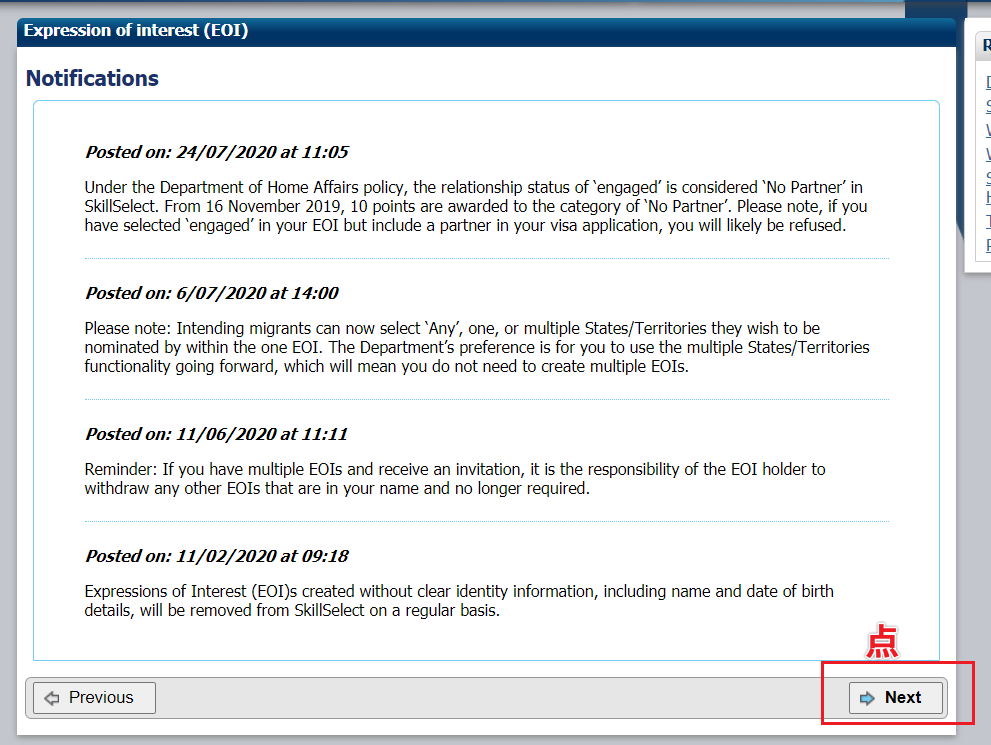 Expression of interest (EOI)
Notifications
Posted on: 24/07/2020 at 11:05
Under the Department of Home Affairs policy, the relationship status of ‘engaged’ is considered ‘No Partner’ in
SkillSelect. From 16 November 2019, 10 points are awarded to the category of ‘No Partner’. Please note, if you
have selected ‘engaged’ in your EOI but include a partner in your visa application, you will likely be refused.
Posted on: 6/07/2020 at 14:00
Please note: Intending migrants can now select ‘Any’, one, or multiple States/Territories they wish to be
nominated by within the one EOI. The Department’s preference is for you to use the multiple States/Territories
functionality going forward, which will mean you do not need to create multiple EOIs.
Posted on: 11/06/2020 at 11:11
Reminder: If you have multiple EOIs and receive an invitation, it is the responsibility of the EOI holder to
withdraw any other EOIs that are in your name and no longer required.
Posted on: 11/02/2020 at 09:18
Expressions of Interest (EOI)s created without clear identity information, including name and date of birth
details, will be removed from SkillSelect on a regular basis.
点
Previous
Next